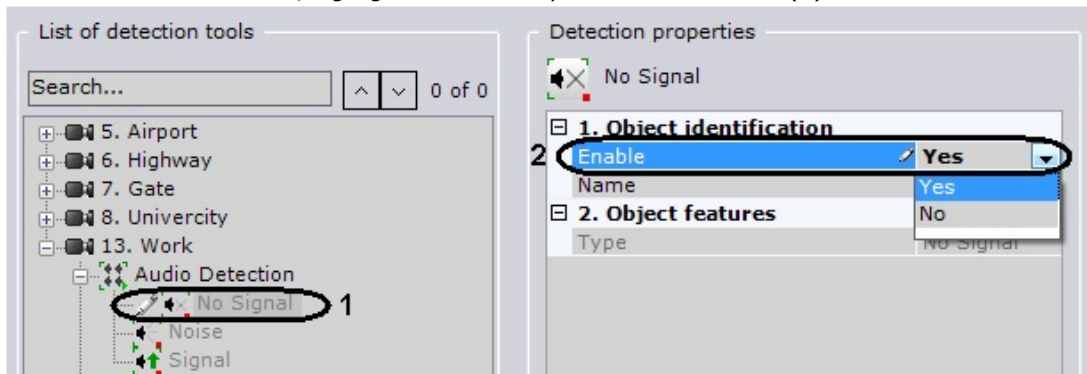 List of detection tools
Search...
0 of 0
5. Airport
6. Highway
7. Gate
8. Univercity
13. Work
Audio Detection
No Signal 1
Noise
Signal
Detection properties
No Signal
1. Object identification
2 Enable Yes
Name Yes
No
2. Object features
Type No Signal